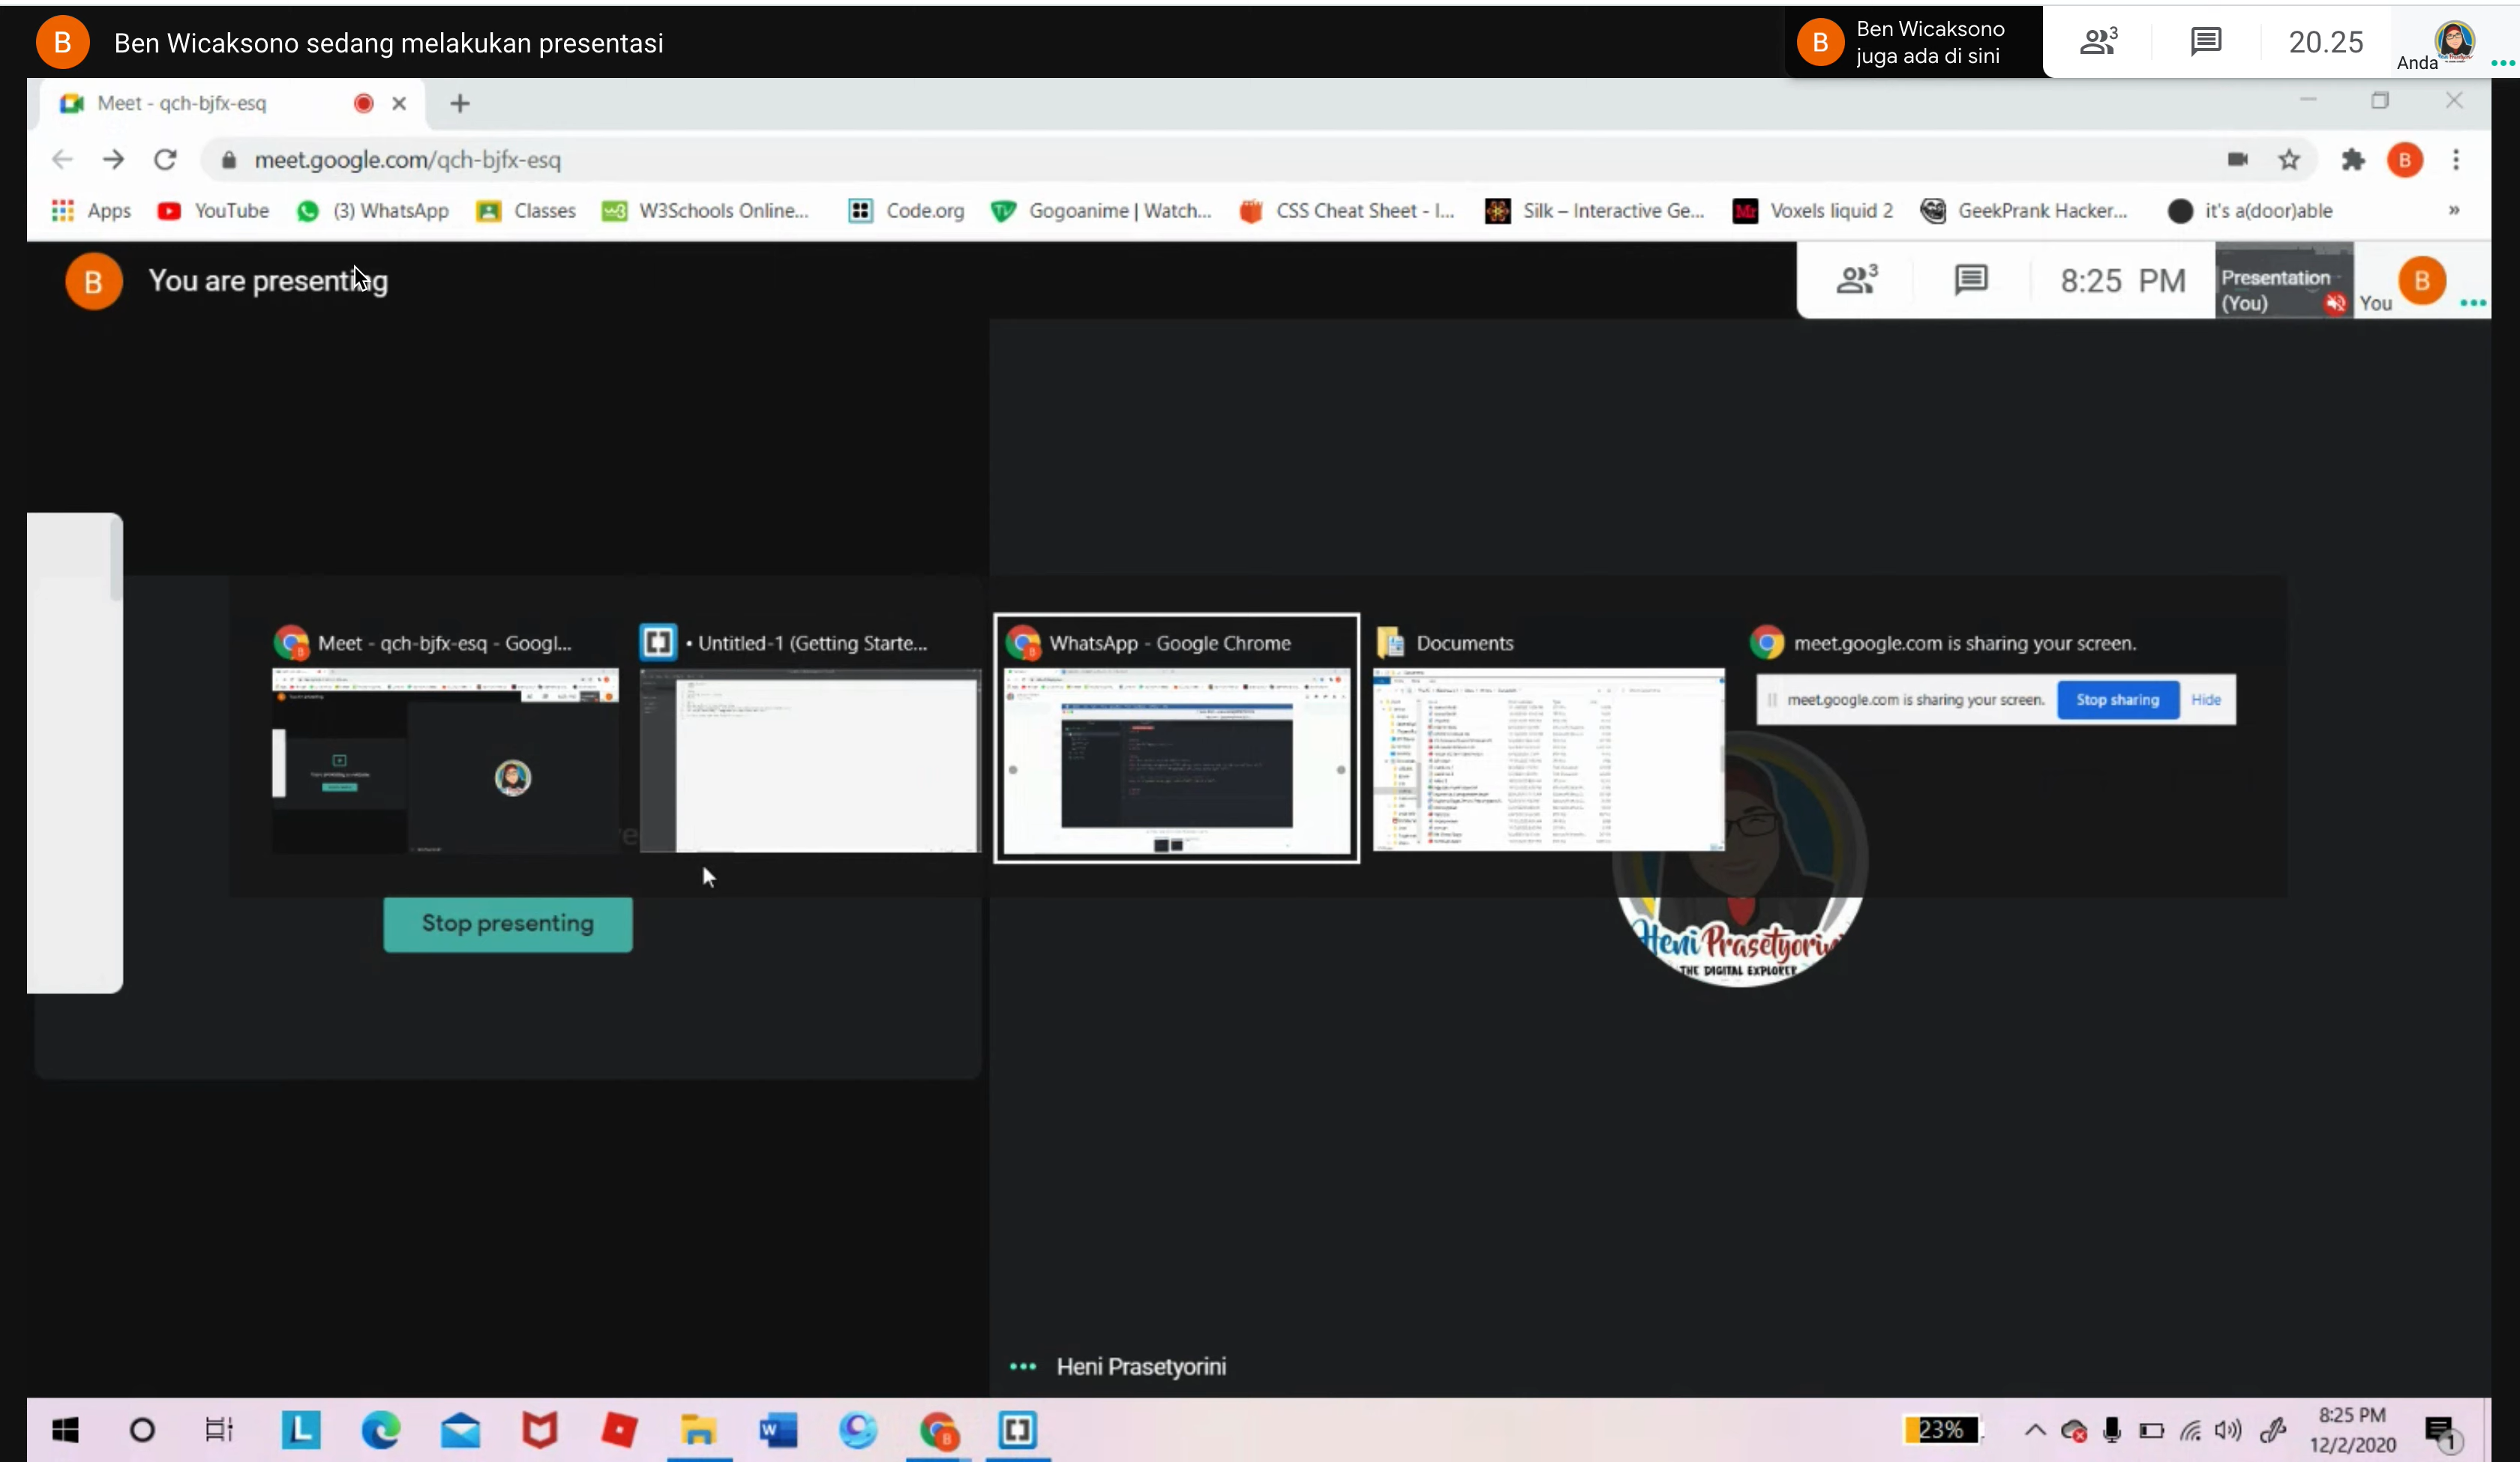 B Ben Wicaksono sedang melakukan presentasi
B Ben Wicaksono
juga ada di sini
3
20.25
Anda
Meet - qch-bjfx-esq
meet.google.com/qch-bjfx-esq
B
Apps YouTube (3) WhatsApp Classes W3Schools Online... Code.org Gogoanime | Watch... CSS Cheat Sheet - I... Silk – Interactive Ge... Voxels liquid 2 GeekPrank Hacker... it's a(door)able »
B You are presenting
3
8:25 PM
Presentation
(You)
You
B
Meet - qch-bjfx-esq - Googl...
• Untitled-1 (Getting Starte...
WhatsApp - Google Chrome
Documents
meet.google.com is sharing your screen.
meet.google.com is sharing your screen. Stop sharing Hide
Stop presenting
Heni Prasetyorini
THE DIGITAL EXPLORER
Heni Prasetyorini
23%
8:25 PM
12/2/2020
1